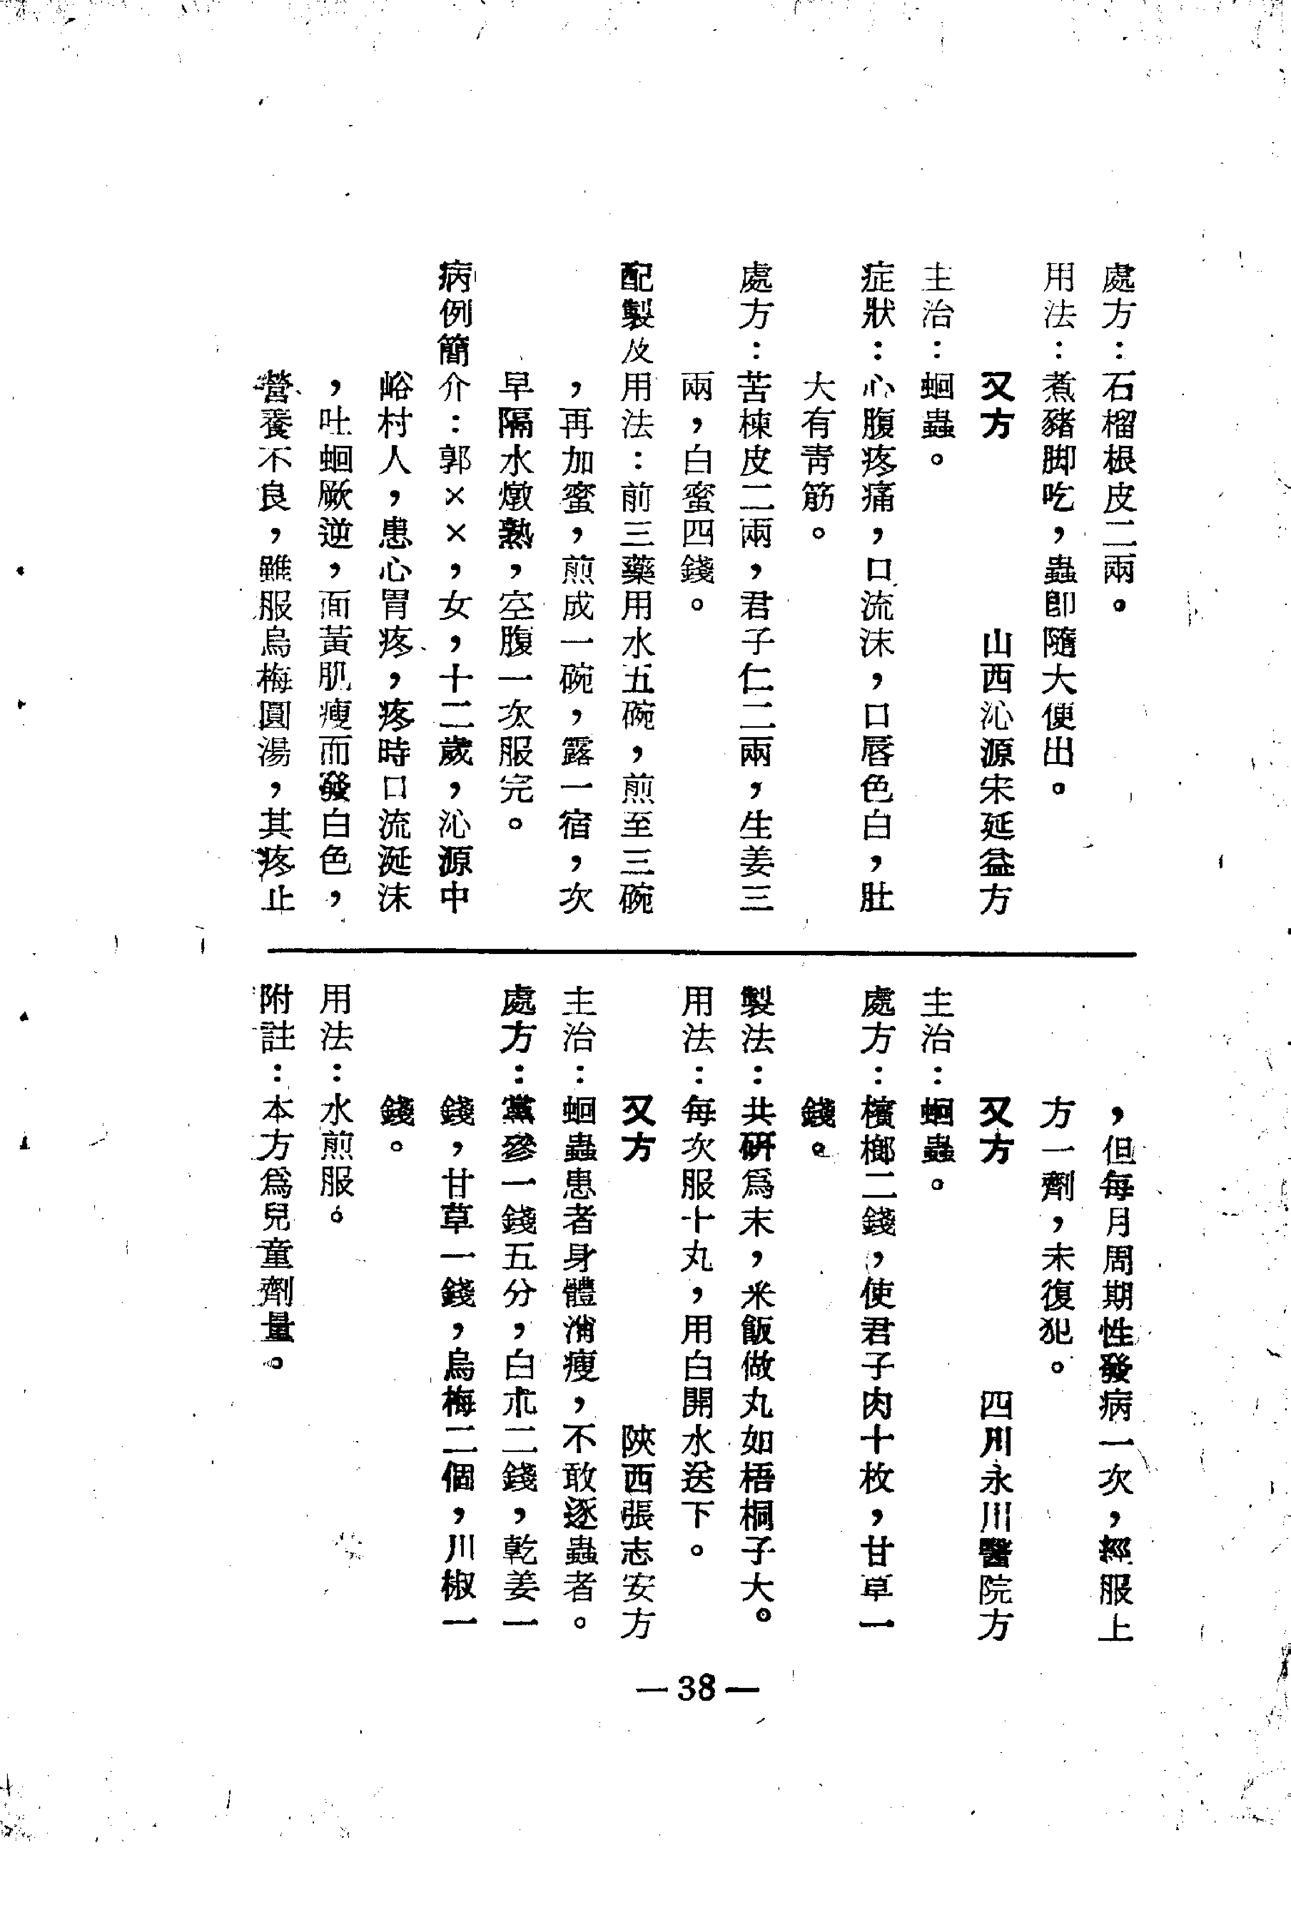 處方：石榴根皮二兩。
用法：煮豬脚吃，蟲卽隨大便出。
又方　山西沁源宋延益方
主治：蛔蟲。
症狀：心腹疼痛，口流沫，口唇色白，肚
大有靑筋。
處方：苦楝皮二兩，君子仁二兩，生姜三
兩，白蜜四錢。
配製及用法：前三藥用水五碗，煎至三碗
，再加蜜，煎成一碗，露一宿，次
早隔水燉熟，空腹一次服完。
病例簡介：郭××，女，十二歲，沁源中
峪村人，患心胃疼，疼時口流涎沫
，吐蛔厥逆，面黃肌瘦而發白色，
營養不良，雖服烏梅圓湯，其疼止
，但每月周期性發病一次，經服上
方一劑，未復犯。
又方　四川永川醫院方
主治：蛔蟲。
處方：檳榔二錢，使君子肉十枚，甘草一
錢。
製法：共研爲末，米飯做丸如梧桐子大。
用法：每次服十丸，用白開水送下。
又方　陝西張志安方
主治：蛔蟲患者身體消瘦，不敢逐蟲者。
處方：黨參一錢五分，白朮二錢，乾姜一
錢，甘草一錢，烏梅二個，川椒一
錢。
用法：水煎服。
附註：本方爲兒童劑量。
—38—